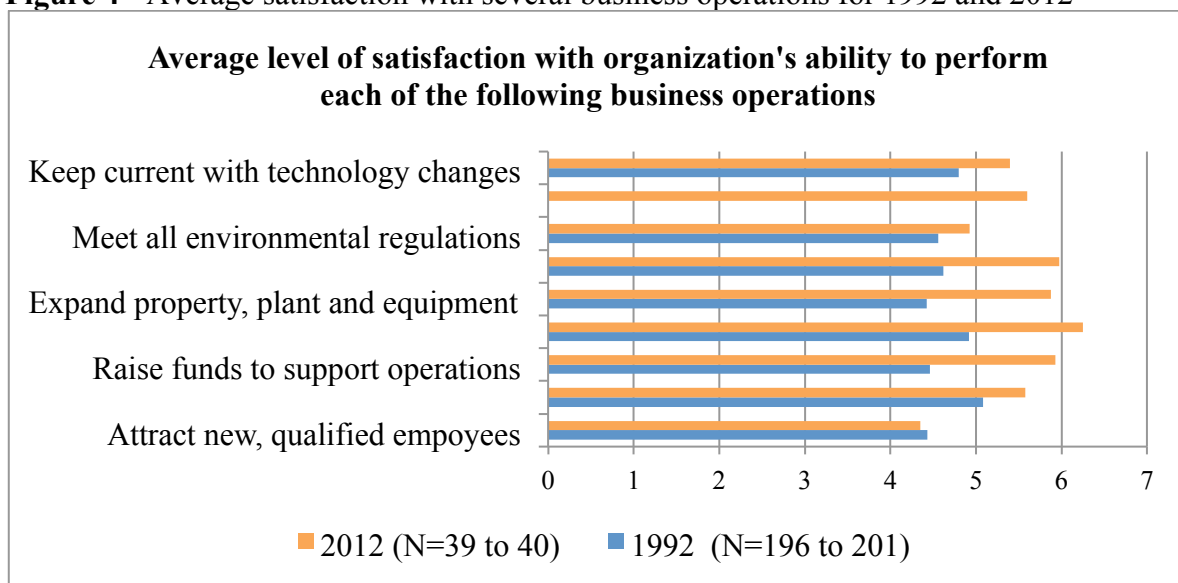 Average satisfaction with several business operations for 1992 and 2012
Average level of satisfaction with organization's ability to perform
each of the following business operations
Keep current with technology changes
Meet all environmental regulations
Expand property, plant and equipment
Raise funds to support operations
Attract new, qualified empoyees
0 1 2 3 4 5 6 7
2012 (N=39 to 40) 1992 (N=196 to 201)